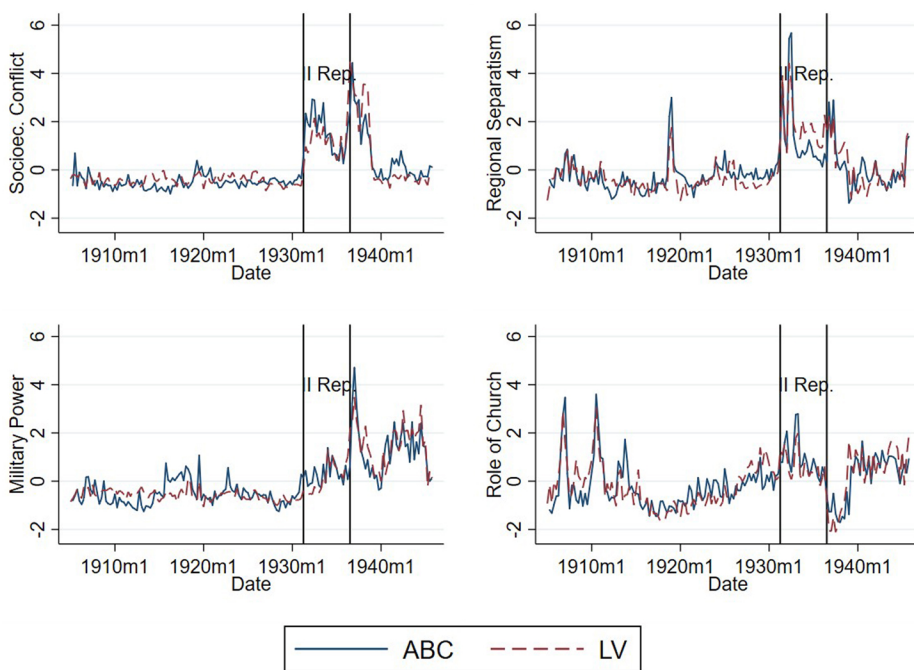 Socioec. Conflict
6
4
2
0
-2
II Rep.
1910m1 1920m1 1930m1 1940m1
Date
Regional Separatism
6
4
2
0
-2
II Rep.
1910m1 1920m1 1930m1 1940m1
Date
Military Power
6
4
2
0
-2
II Rep.
1910m1 1920m1 1930m1 1940m1
Date
Role of Church
6
4
2
0
-2
II Rep.
1910m1 1920m1 1930m1 1940m1
Date
ABC LV